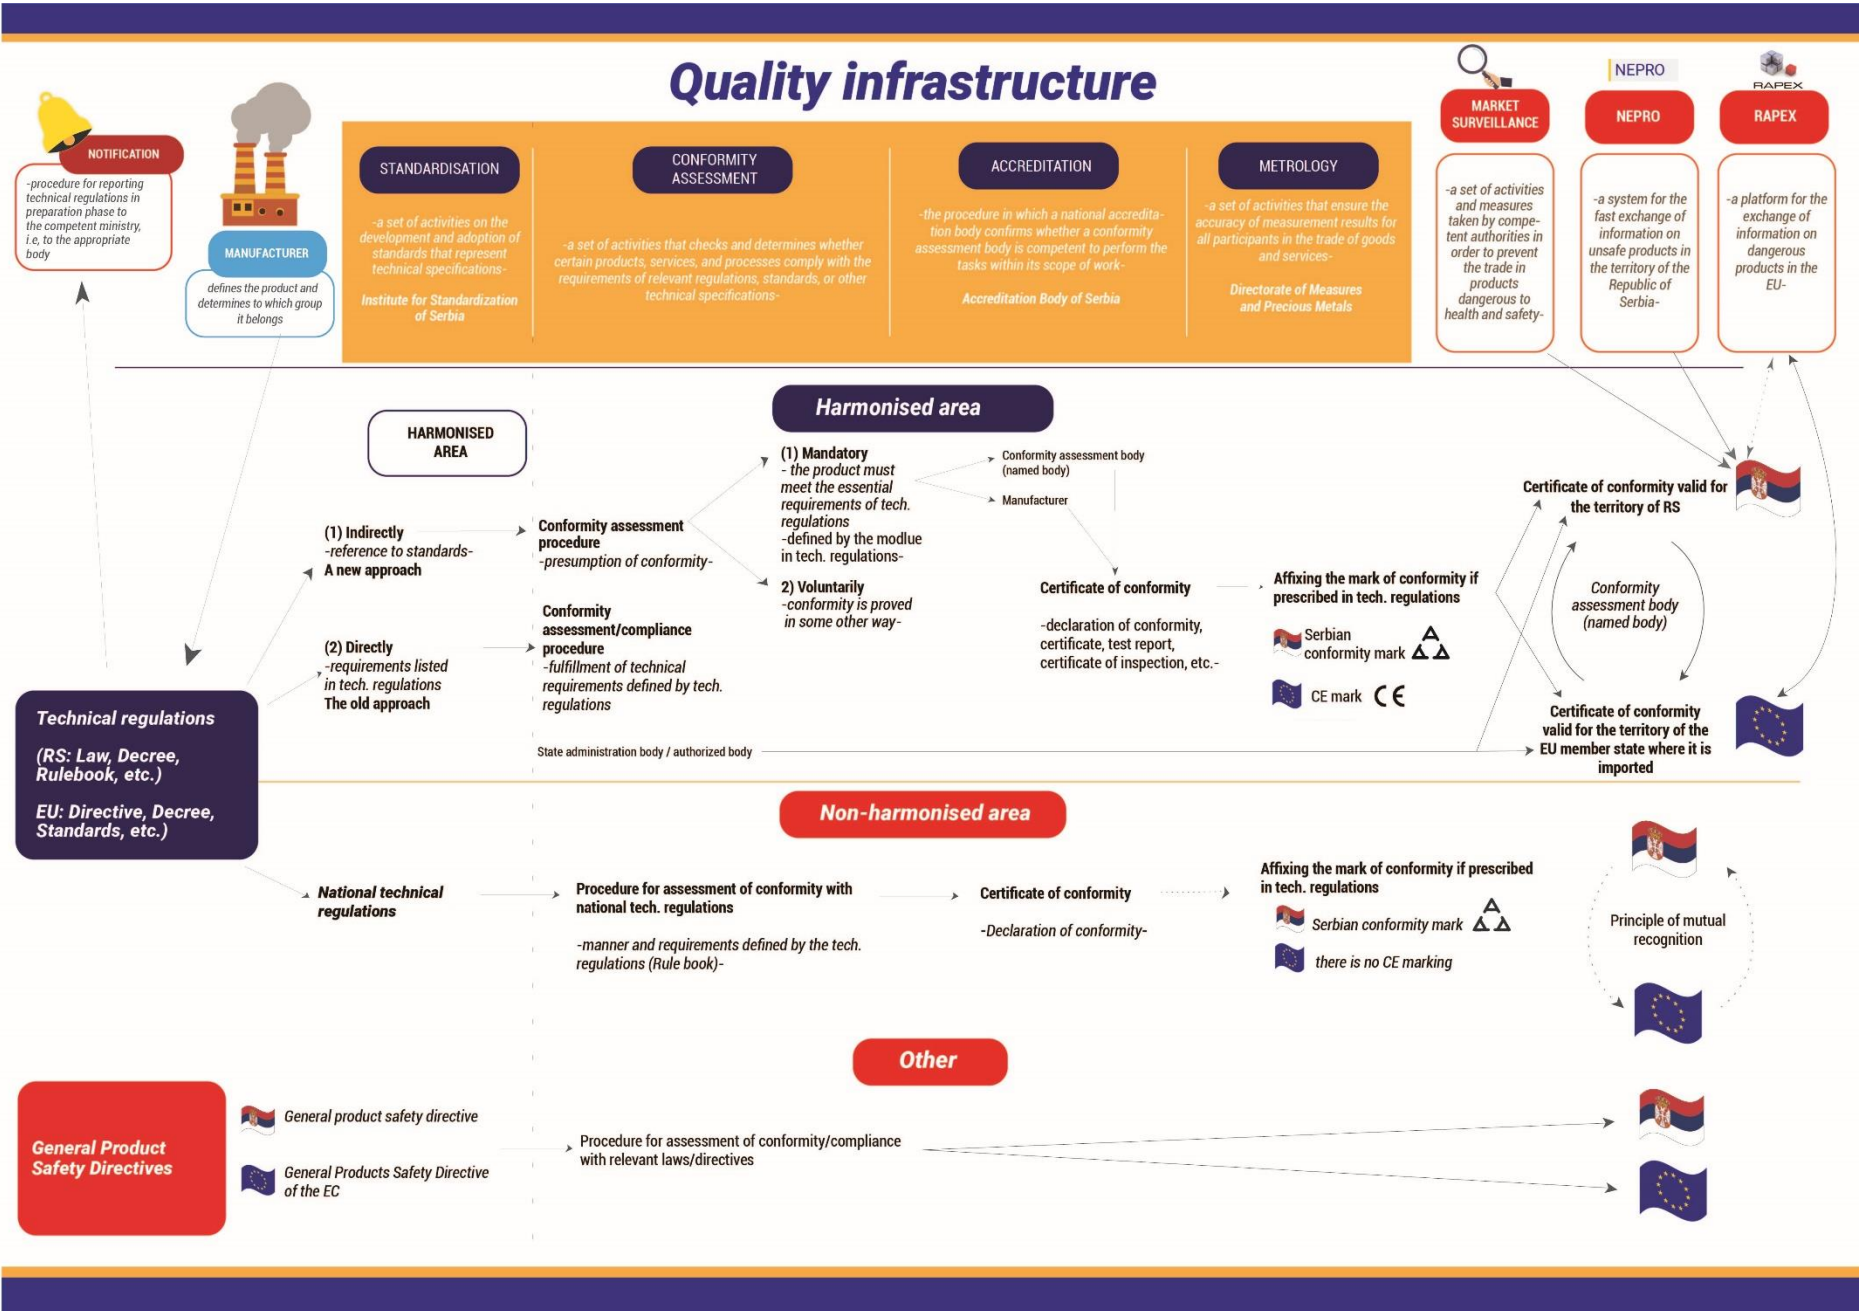 Quality infrastructure
NOTIFICATION
-procedure for reporting
technical regulations in
preparation phase to
the competent ministry,
i.e, to the appropriate
body
MANUFACTURER
defines the product and
determines to which group
it belongs
STANDARDISATION
-a set of activities on the
development and adoption of
standards that represent
technical specifications-
Institute for Standardization
of Serbia
CONFORMITY
ASSESSMENT
-a set of activities that checks and determines whether
certain products, services, and processes comply with the
requirements of relevant regulations, standards, or other
technical specifications-
ACCREDITATION
-the procedure in which a national accredita-
tion body confirms whether a conformity
assessment body is competent to perform the
tasks within its scope of work-
Accreditation Body of Serbia
METROLOGY
-a set of activities that ensure the
accuracy of measurement results for
all participants in the trade of goods
and services-
Directorate of Measures
and Precious Metals
MARKET
SURVEILLANCE
-a set of activities
and measures
taken by compe-
tent authorities in
order to prevent
the trade in
products
dangerous to
health and safety-
NEPRO
NEPRO
-a system for the
fast exchange of
information on
unsafe products in
the territory of the
Republic of
Serbia-
RAPEX
RAPEX
-a platform for the
exchange of
information on
dangerous
products in the
EU-
Harmonised area
HARMONISED
AREA
(1) Indirectly
-reference to standards-
A new approach
(2) Directly
-requirements listed
in tech. regulations
The old approach
Conformity assessment
procedure
-presumption of conformity-
Conformity
assessment/compliance
procedure
-fulfillment of technical
requirements defined by tech.
regulations
(1) Mandatory
- the product must
meet the essential
requirements of tech.
regulations
-defined by the modlue
in tech. regulations-
2) Voluntarily
-conformity is proved
in some other way-
Conformity assessment body
(named body)
Manufacturer
Certificate of conformity
-declaration of conformity,
certificate, test report,
certificate of inspection, etc.-
Affixing the mark of conformity if
prescribed in tech. regulations
Serbian
conformity mark AAA
CE mark CE
Certificate of conformity valid for
the territory of RS
Conformity
assessment body
(named body)
Certificate of conformity
valid for the territory of the
EU member state where it is
imported
State administration body / authorized body
Technical regulations
(RS: Law, Decree,
Rulebook, etc.)
EU: Directive, Decree,
Standards, etc.)
Non-harmonised area
National technical
regulations
Procedure for assessment of conformity with
national tech. regulations
-manner and requirements defined by the tech.
regulations (Rule book)-
Certificate of conformity
-Declaration of conformity-
Affixing the mark of conformity if prescribed
in tech. regulations
Serbian conformity mark AAA
there is no CE marking
Principle of mutual
recognition
Other
General Product
Safety Directives
General product safety directive
General Products Safety Directive
of the EC
Procedure for assessment of conformity/compliance
with relevant laws/directives